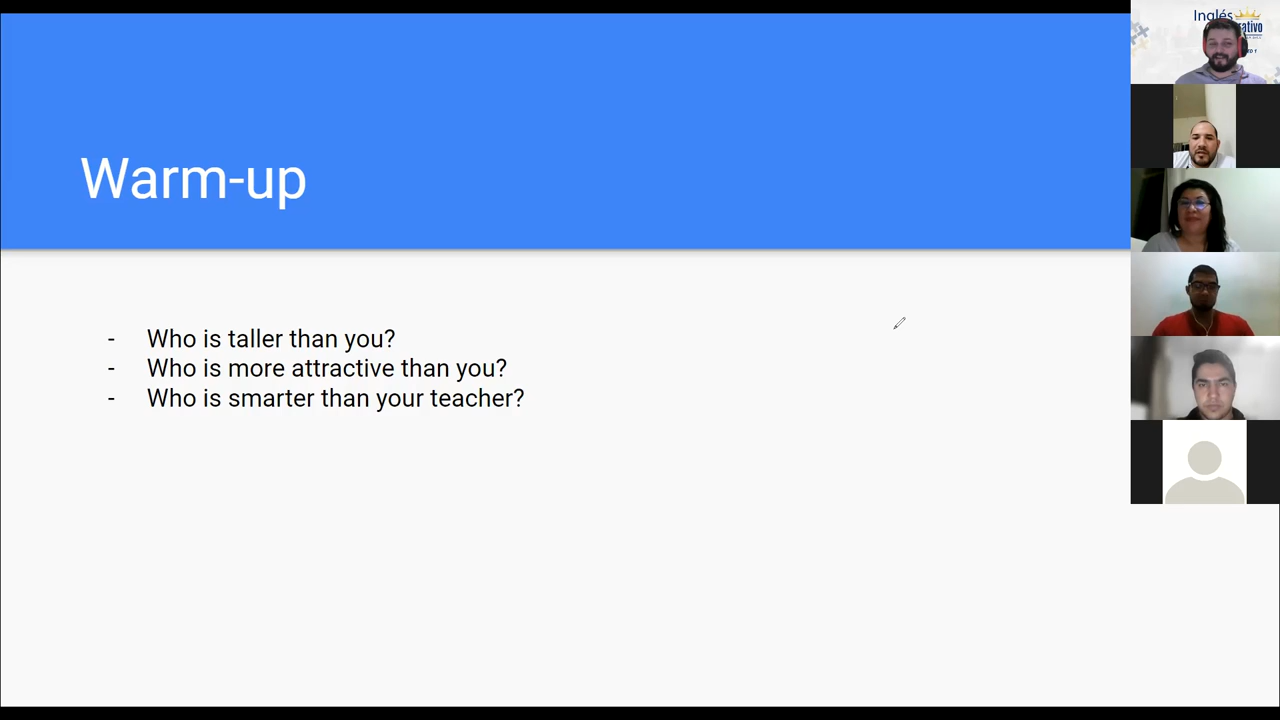 Warm-up
- Who is taller than you?
- Who is more attractive than you?
- Who is smarter than your teacher?
Inglés